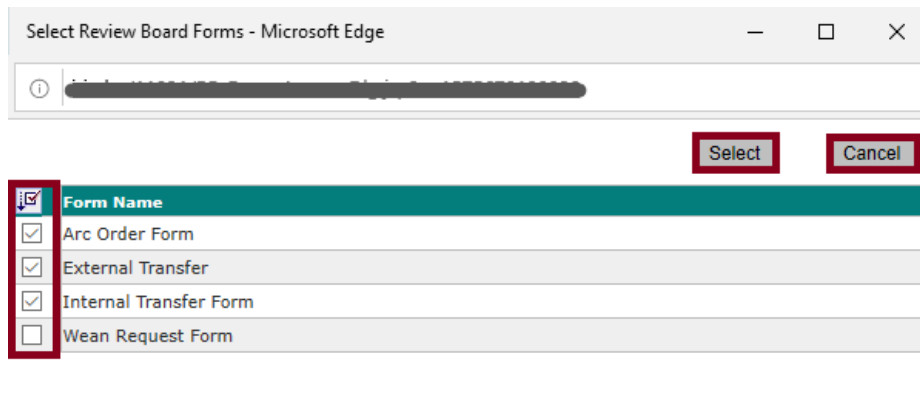 Select Review Board Forms - Microsoft Edge
Select Cancel
Form Name
Arc Order Form
External Transfer
Internal Transfer Form
Wean Request Form